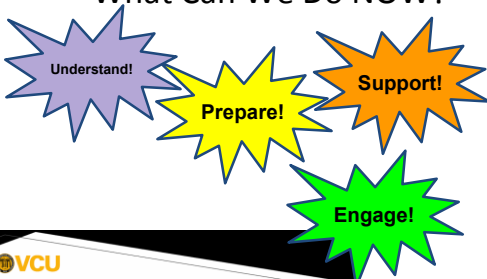 What Can We Do NOW?
Understand!
Support!
Prepare!
Engage!
VCU